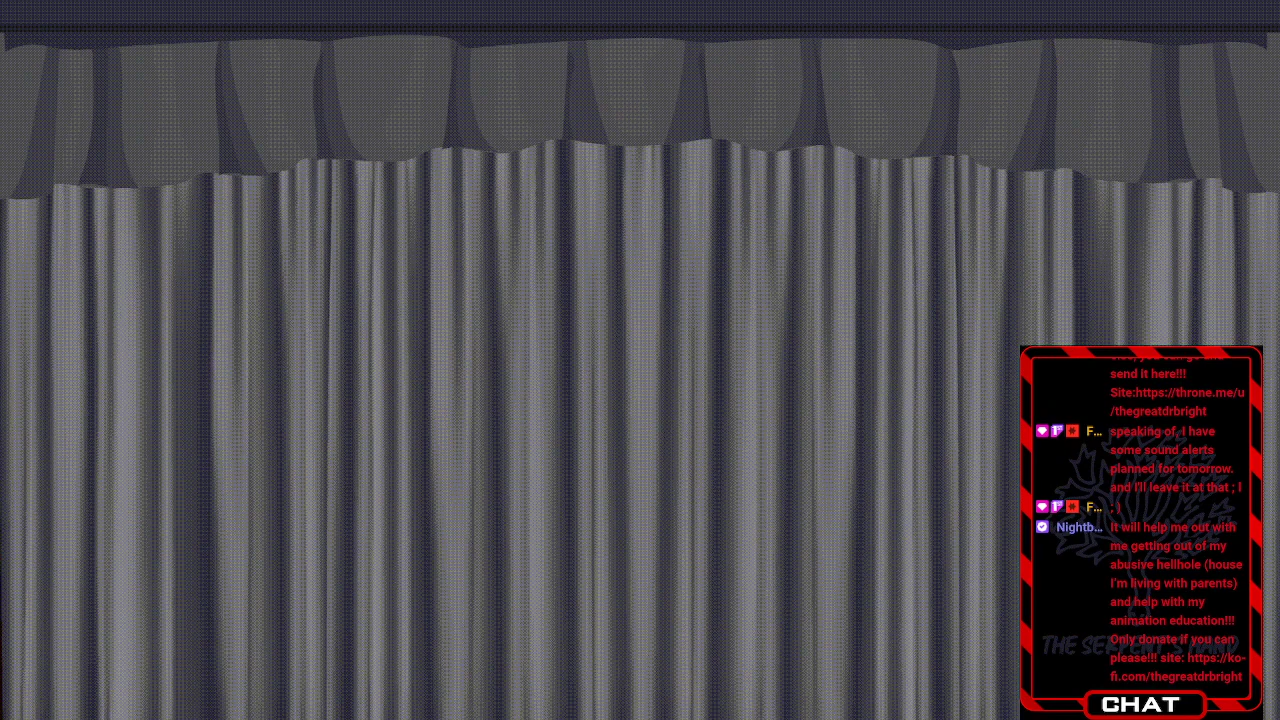 send it here!!!
Site:https://throne.me/u
/thegreatdrbright
F... speaking of, I have
some sound alerts
planned for tomorrow.
and I'll leave it at that ; I
F... ; )
Nightb... It will help me out with
me getting out of my
abusive hellhole (house
I'm living with parents)
and help with my
animation education!!!
Only donate if you can
please!!! site: https://ko-
fi.com/thegreatdrbright
THE SERPENT'S HAND
CHAT